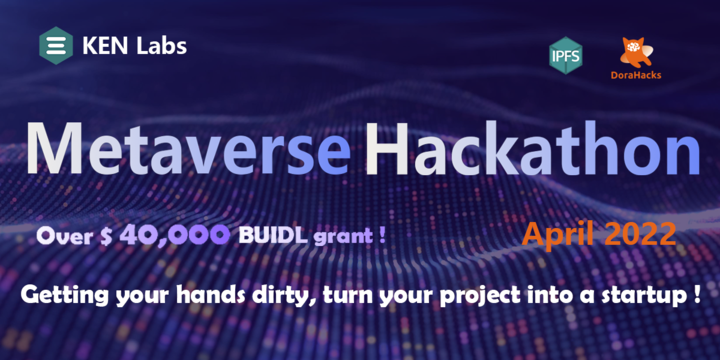 KEN Labs
IPFS
DoraHacks
Metaverse Hackathon
Over $ 40,000 BUIDL grant !
April 2022
Getting your hands dirty, turn your project into a startup !